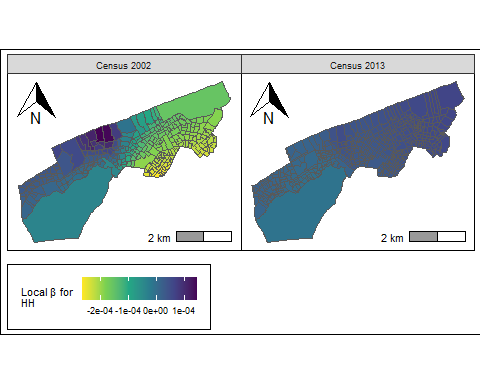 Census 2002
Census 2013
N
N
2 km
2 km
Local β for
HH
-2e-04 -1e-04 0e+00 1e-04